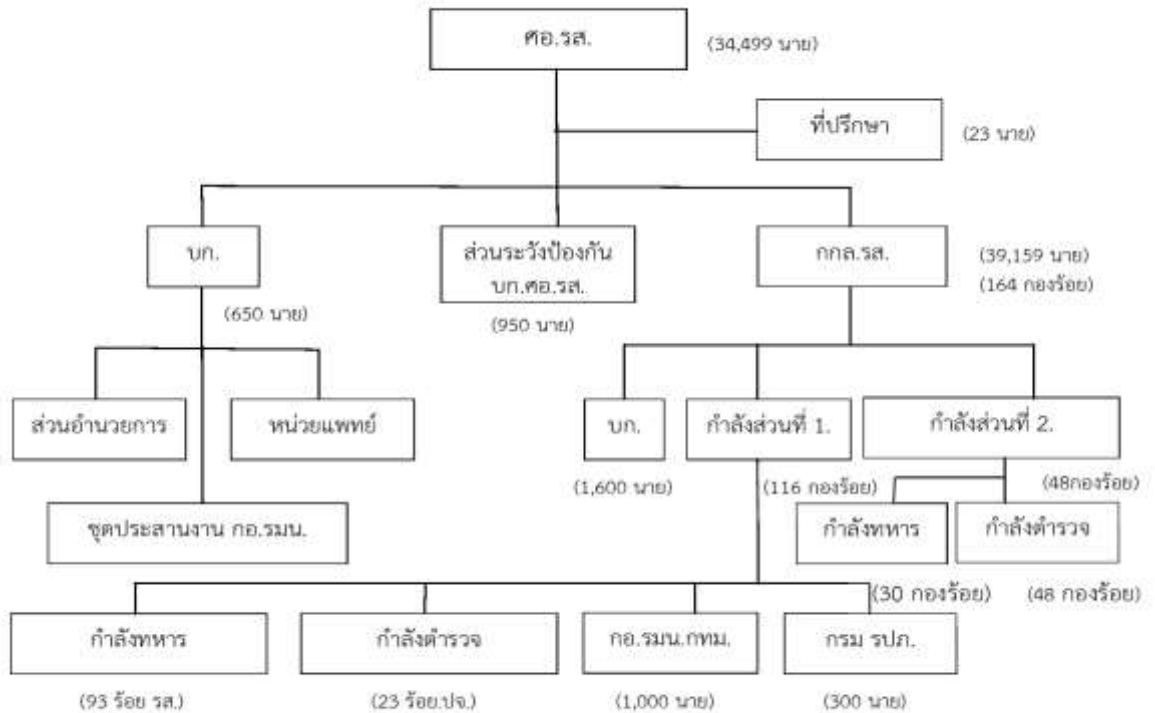 ศอ.รส.
(34,499 นาย)
ที่ปรึกษา
(23 นาย)
บก.
ส่วนระวังป้องกัน
บก.ศอ.รส.
กกล.รส.
(39,159 นาย)
(164 กองร้อย)
(650 นาย)
(950 นาย)
ส่วนอำนวยการ
หน่วยแพทย์
บก.
กำลังส่วนที่ 1.
กำลังส่วนที่ 2.
(1,600 นาย)
(116 กองร้อย)
(48กองร้อย)
ชุดประสานงาน กอ.รมน.
กำลังทหาร
กำลังตำรวจ
(30 กองร้อย)
(48 กองร้อย)
กำลังทหาร
กำลังตำรวจ
กอ.รมน.กทม.
กรม รปภ.
(93 ร้อย รส.)
(23 ร้อย.ปจ.)
(1,000 นาย)
(300 นาย)